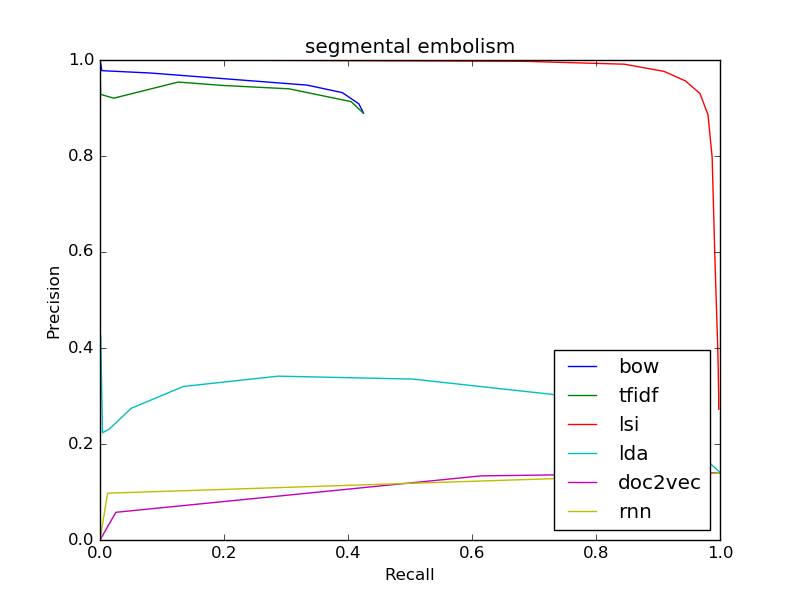 segmental embolism
1.0
0.8
0.6
0.4
0.2
0.0
Precision
bow
tfidf
lsi
lda
doc2vec
rnn
0.0 0.2 0.4 0.6 0.8 1.0
Recall